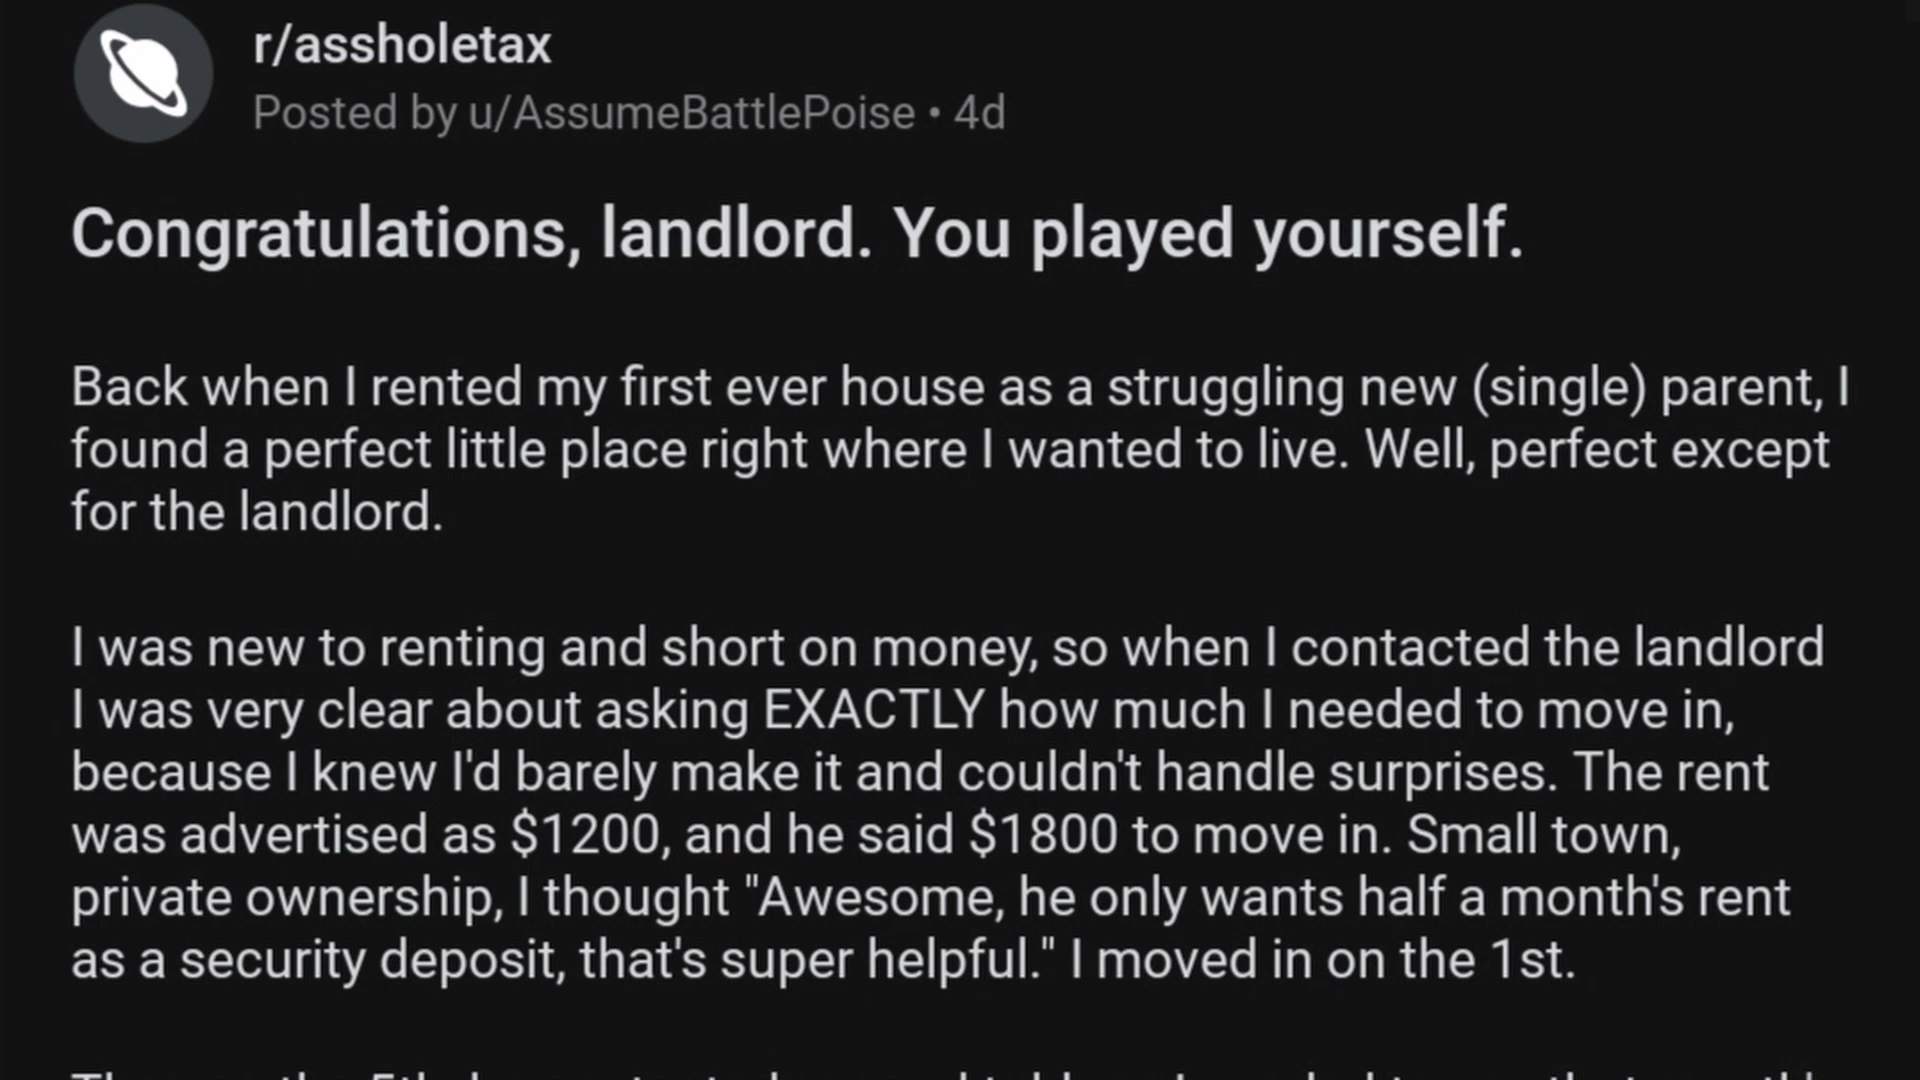 r/assholetax
Posted by u/AssumeBattlePoise • 4d
Congratulations, landlord. You played yourself.
Back when I rented my first ever house as a struggling new (single) parent, I
found a perfect little place right where I wanted to live. Well, perfect except
for the landlord.
I was new to renting and short on money, so when I contacted the landlord
I was very clear about asking EXACTLY how much I needed to move in,
because I knew I'd barely make it and couldn't handle surprises. The rent
was advertised as $1200, and he said $1800 to move in. Small town,
private ownership, I thought "Awesome, he only wants half a month's rent
as a security deposit, that's super helpful." I moved in on the 1st.